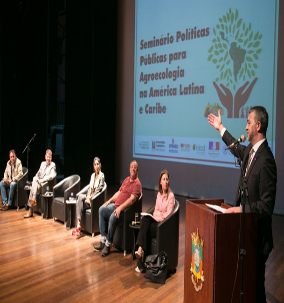 Seminário Políticas
Públicas para
Agroecologia
na América Latina
e Caribe